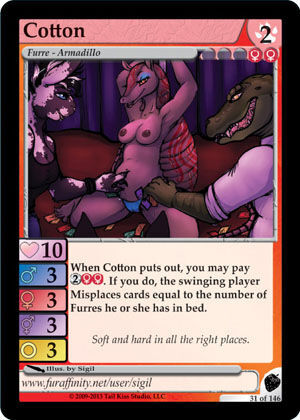 Cotton
2
Furre - Armadillo
10
3
3
3
3
When Cotton puts out, you may pay
2. If you do, the swinging player
Misplaces cards equal to the number of
Furres he or she has in bed.
Soft and hard in all the right places.
Illus. by Sigil
www.furaffinity.net/user/sigil
31 of 146
© 2009-2013 Tail Kiss Studio, LLC